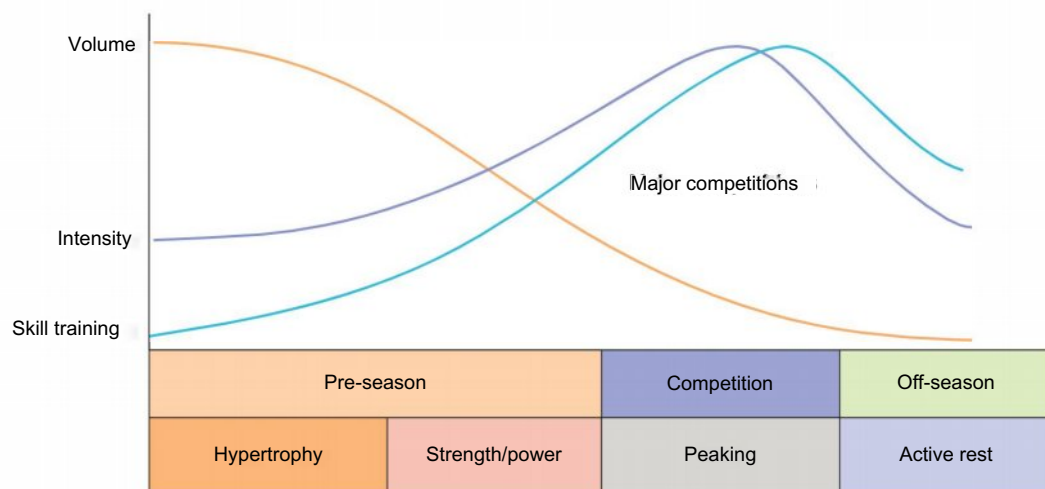 Volume
Major competitions
Intensity
Skill training
Pre-season
Competition
Off-season
Hypertrophy
Strength/power
Peaking
Active rest